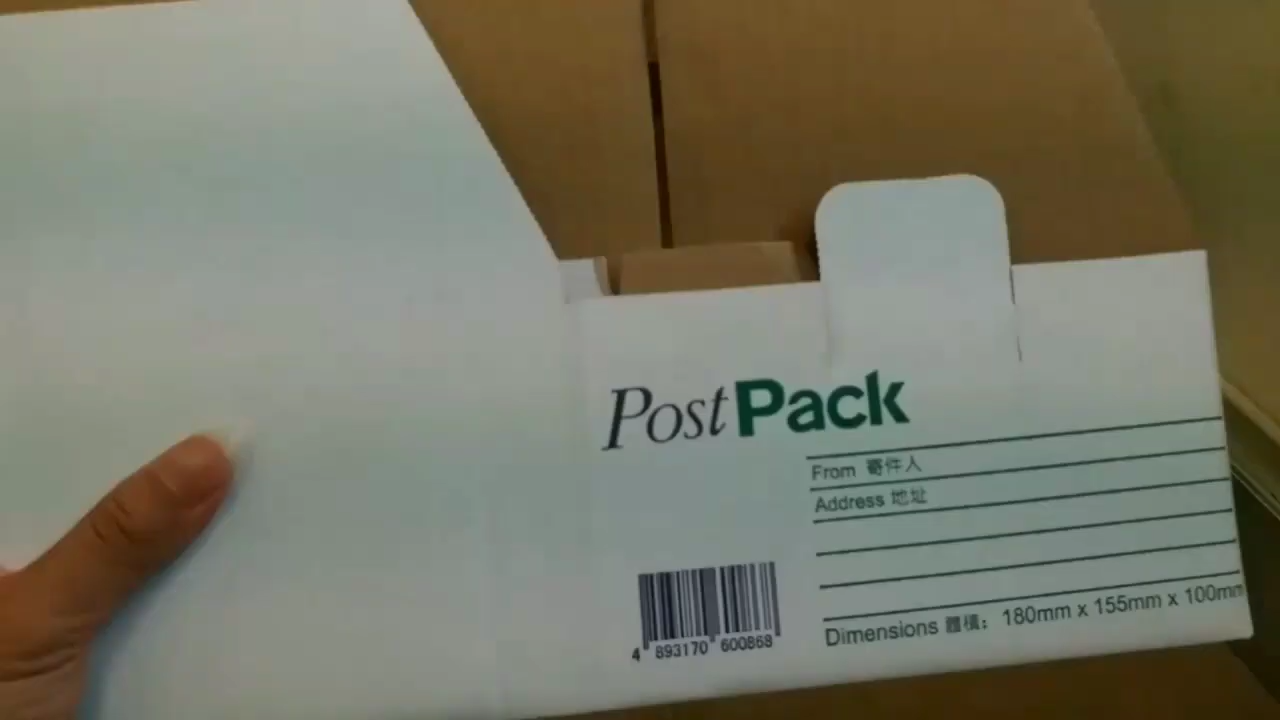 PostPack
From 寄件人
Address 地址
4 893170 600868
Dimensions 體積: 180mm x 155mm x 100mm